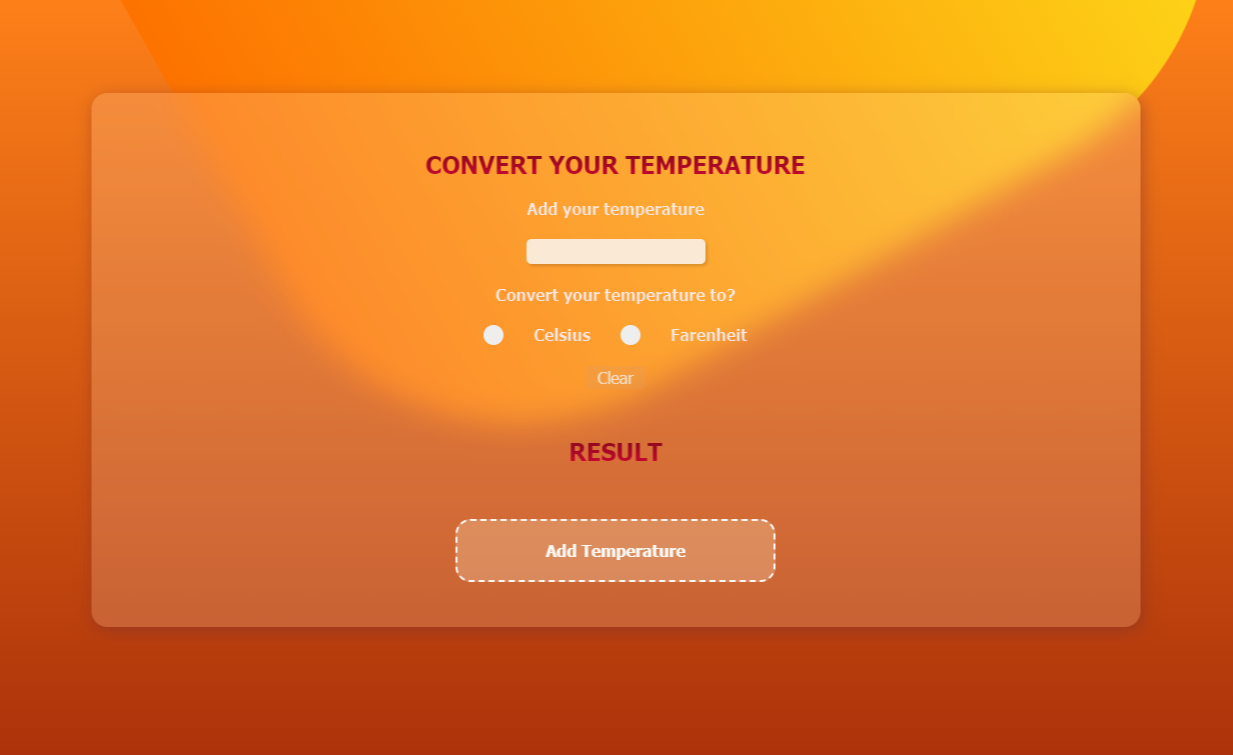 CONVERT YOUR TEMPERATURE
Add your temperature
Convert your temperature to?
Celsius Farenheit
Clear
RESULT
Add Temperature